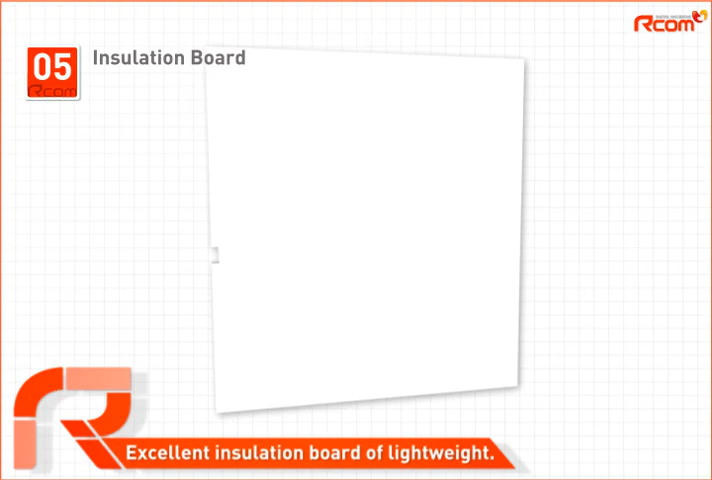 Rcom
05
Rcom
Insulation Board
Excellent insulation board of lightweight.